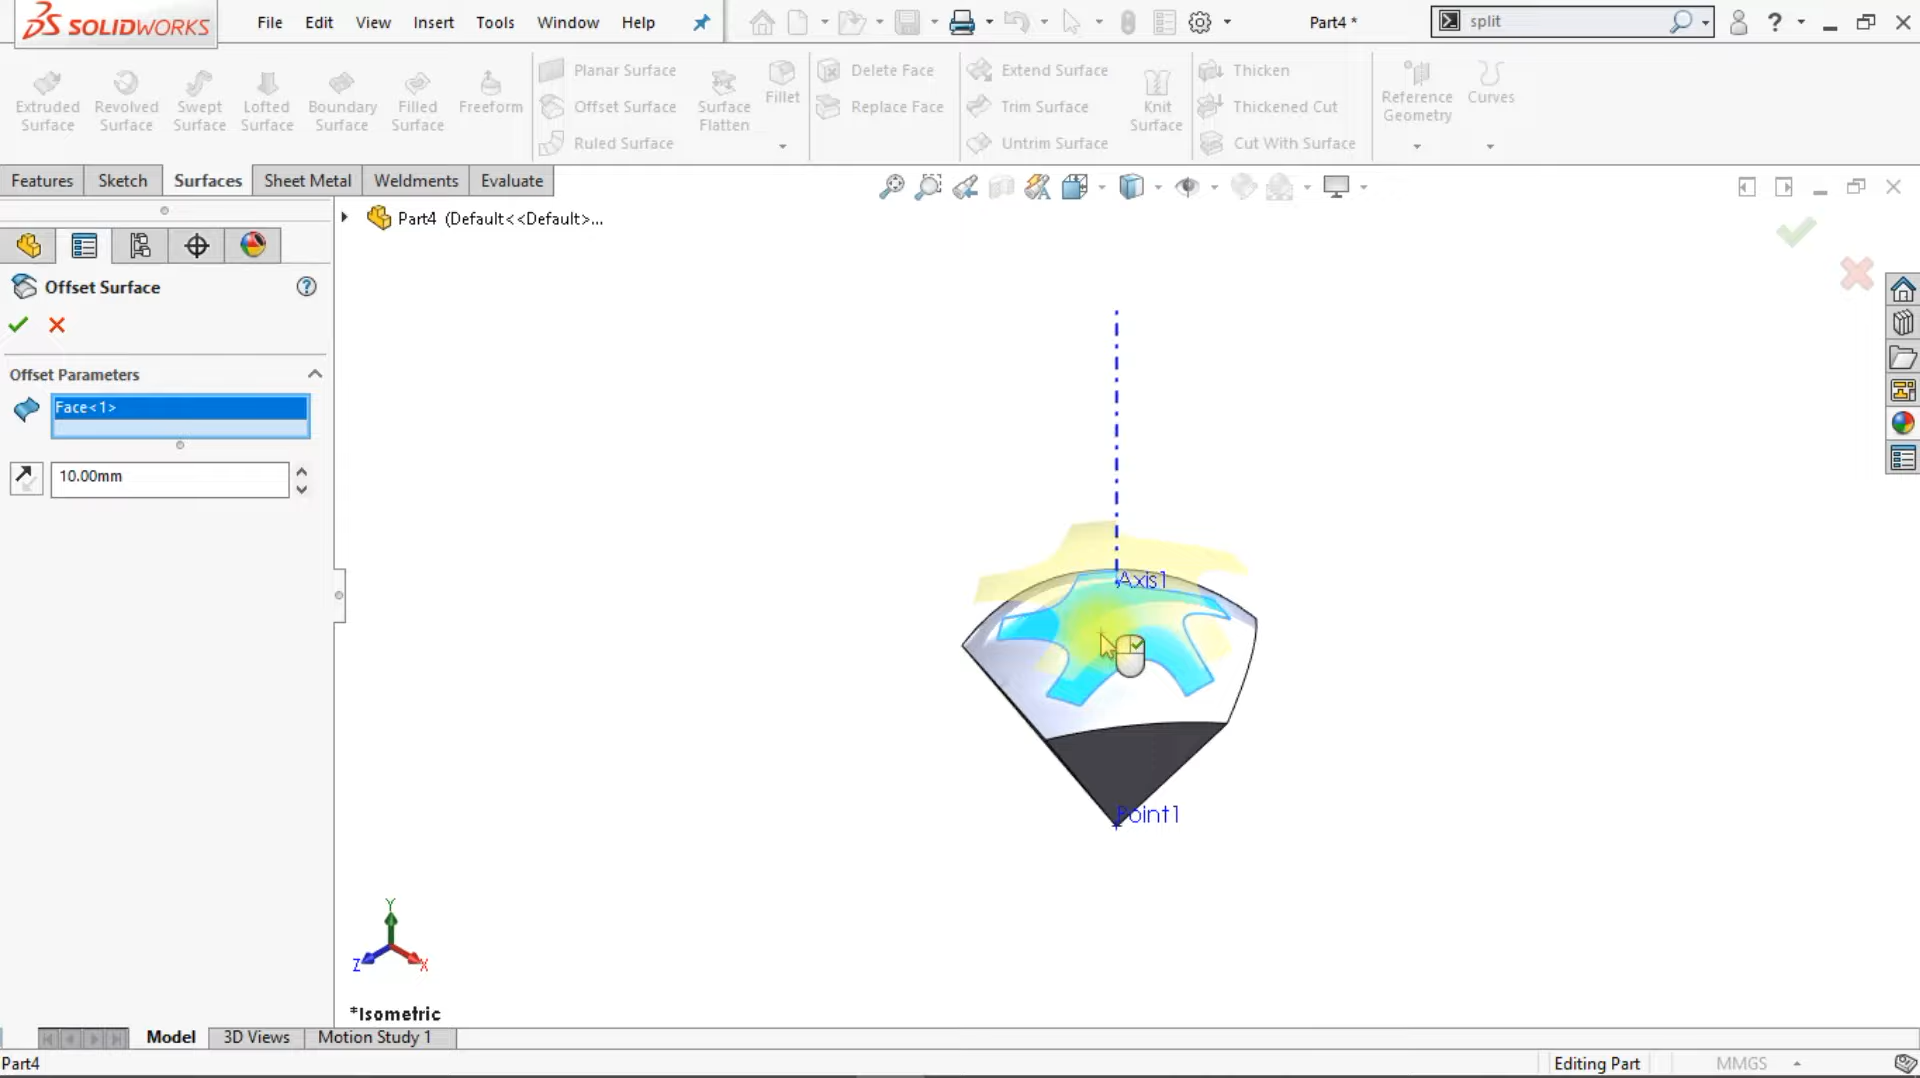 SOLIDWORKS File Edit View Insert Tools Window Help Part4 * split ?
Extruded Surface
Revolved Surface
Swept Surface
Lofted Surface
Boundary Surface
Filled Surface
Freeform
Planar Surface
Offset Surface
Ruled Surface
Surface Flatten
Fillet
Delete Face
Replace Face
Extend Surface
Trim Surface
Untrim Surface
Knit Surface
Thicken
Thickened Cut
Cut With Surface
Reference Geometry
Curves
Features Sketch Surfaces Sheet Metal Weldments Evaluate
Part4 (Default<<Default>...
Offset Surface
Offset Parameters
Face<1>
10.00mm
Axis1
Point1
Y
Z X
*Isometric
Model 3D Views Motion Study 1
Part4 Editing Part MMGS